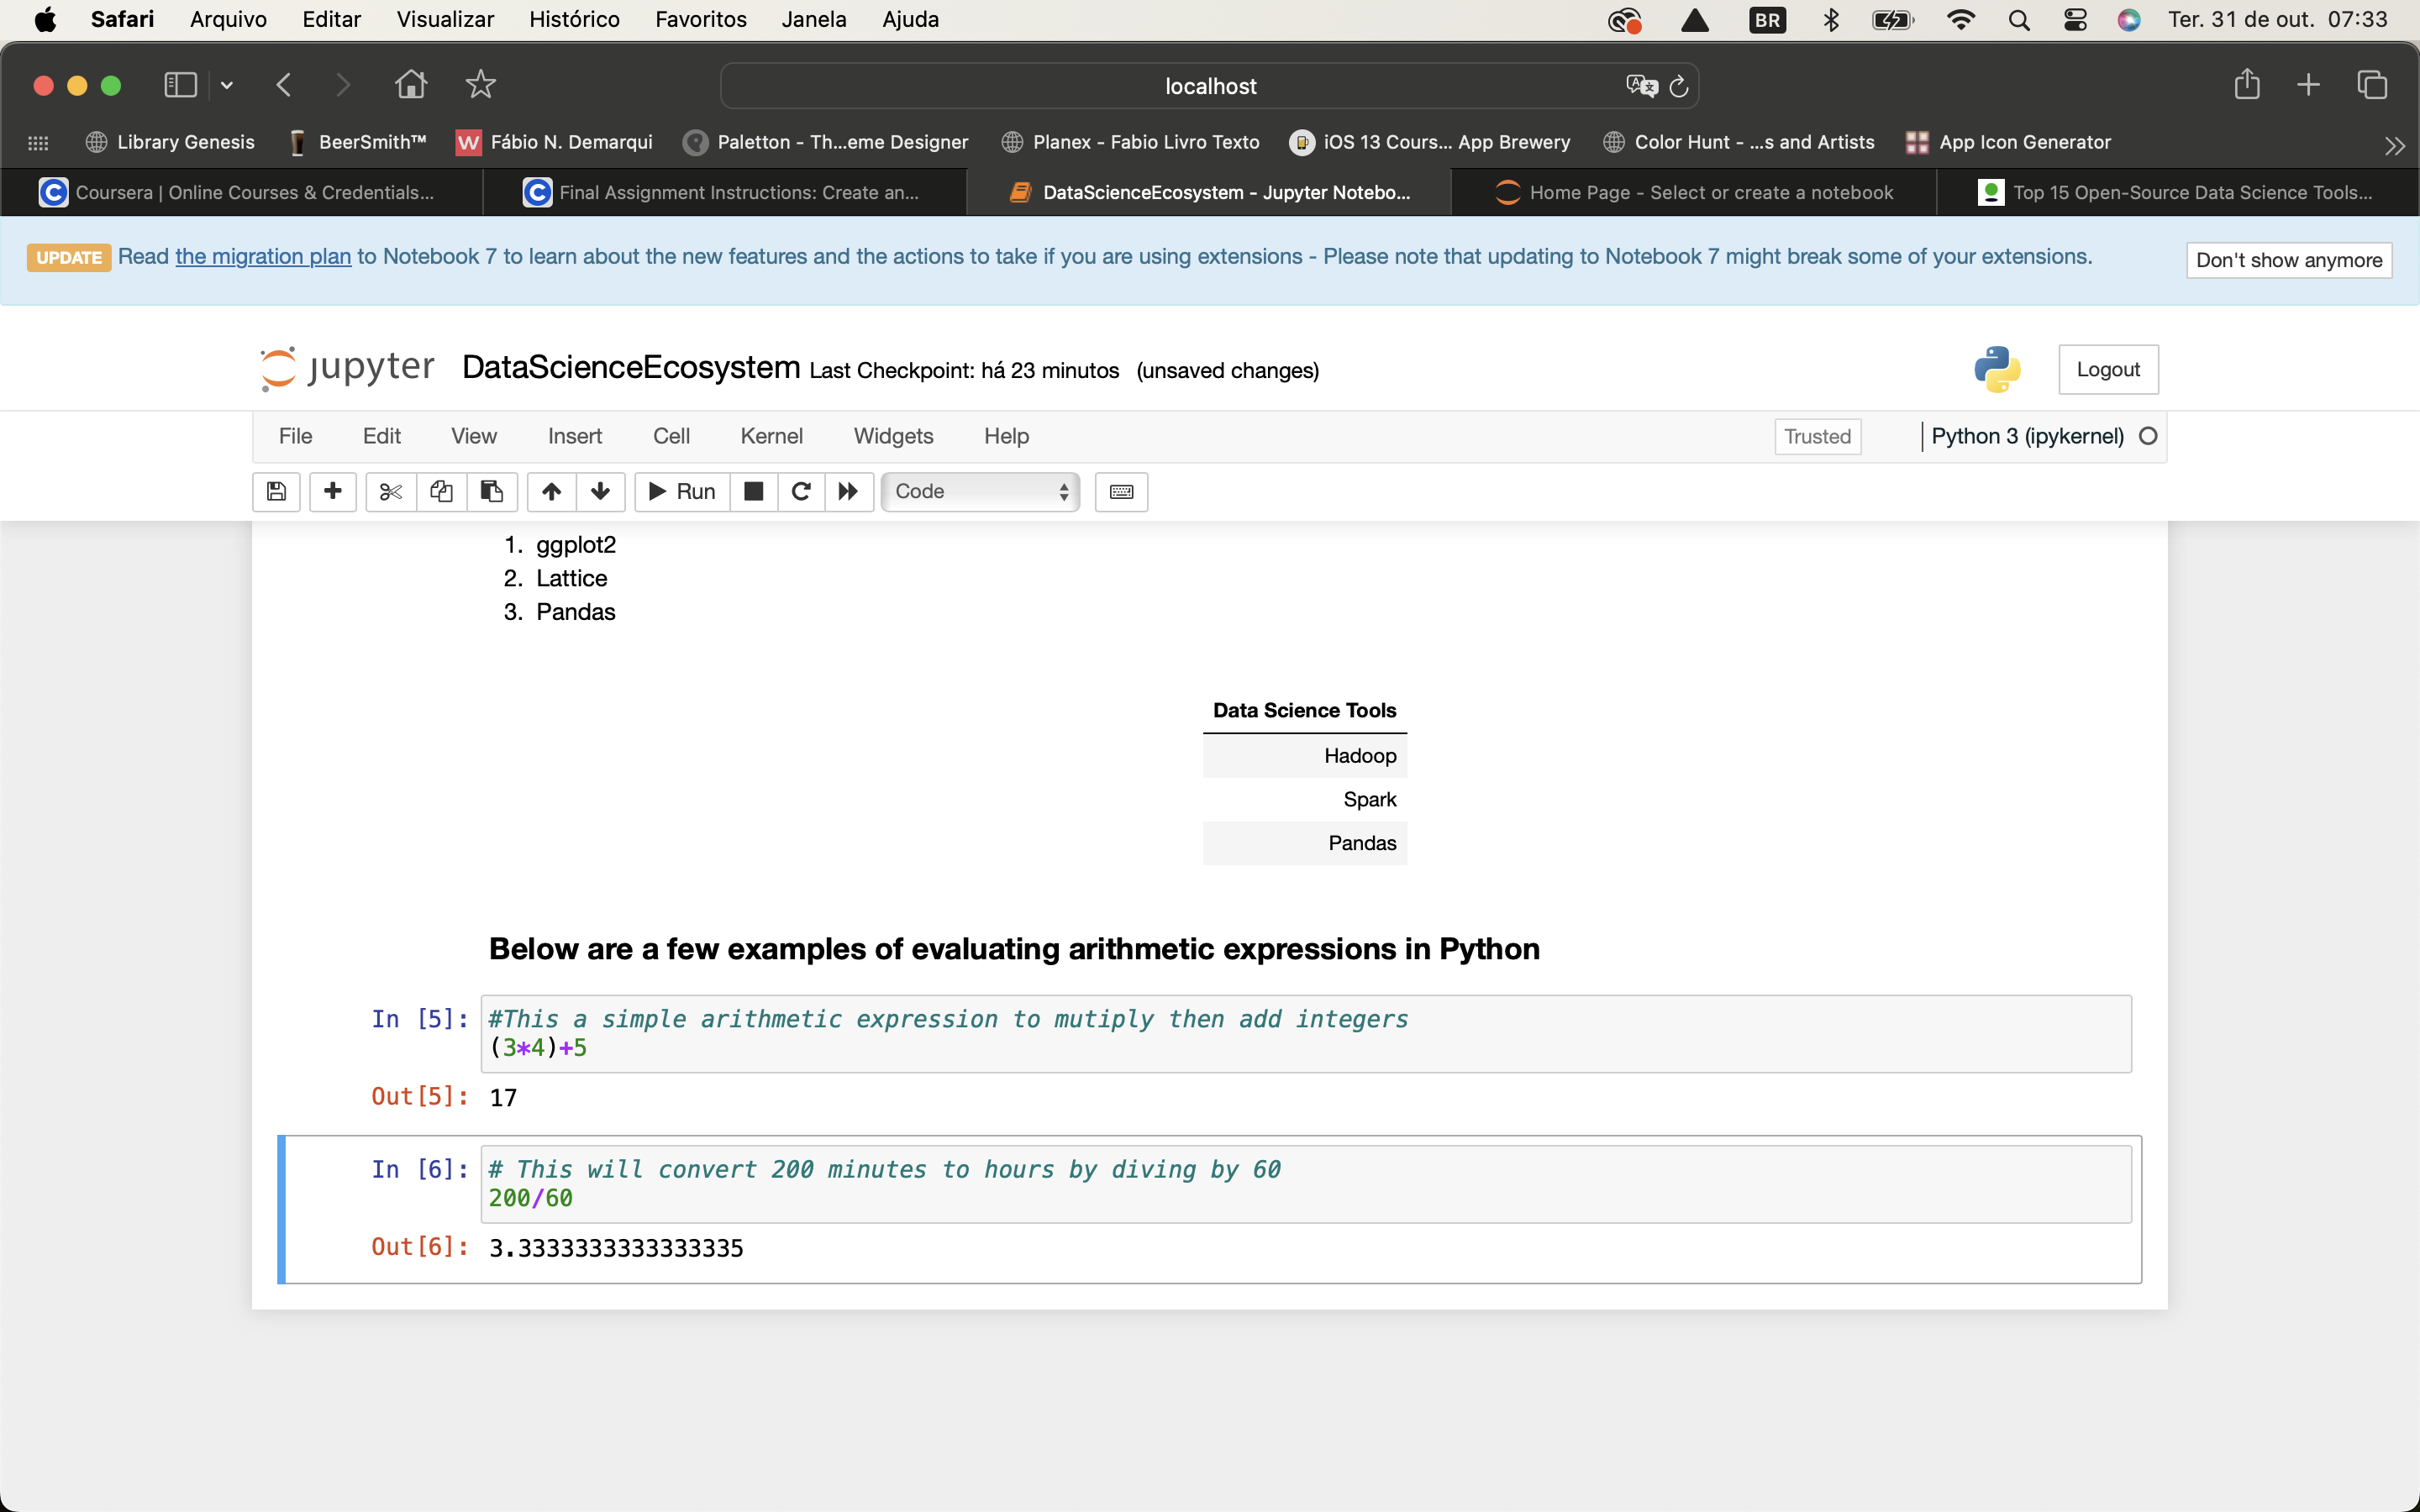 Safari Arquivo Editar Visualizar Histórico Favoritos Janela Ajuda BR Ter. 31 de out. 07:33
localhost
Library Genesis BeerSmith™ W Fábio N. Demarqui Paletton - Th...eme Designer Planex - Fabio Livro Texto iOS 13 Cours... App Brewery Color Hunt - ...s and Artists App Icon Generator
Coursera | Online Courses & Credentials... Final Assignment Instructions: Create an... DataScienceEcosystem - Jupyter Notebo... Home Page - Select or create a notebook Top 15 Open-Source Data Science Tools...
UPDATE Read the migration plan to Notebook 7 to learn about the new features and the actions to take if you are using extensions - Please note that updating to Notebook 7 might break some of your extensions. Don't show anymore
jupyter DataScienceEcosystem Last Checkpoint: há 23 minutos (unsaved changes) Logout
File Edit View Insert Cell Kernel Widgets Help Trusted Python 3 (ipykernel)
Run Code
1. ggplot2
2. Lattice
3. Pandas
Data Science Tools
Hadoop
Spark
Pandas
Below are a few examples of evaluating arithmetic expressions in Python
In [5]: #This a simple arithmetic expression to mutiply then add integers
(3*4)+5
Out[5]: 17
In [6]: # This will convert 200 minutes to hours by diving by 60
200/60
Out[6]: 3.3333333333333335